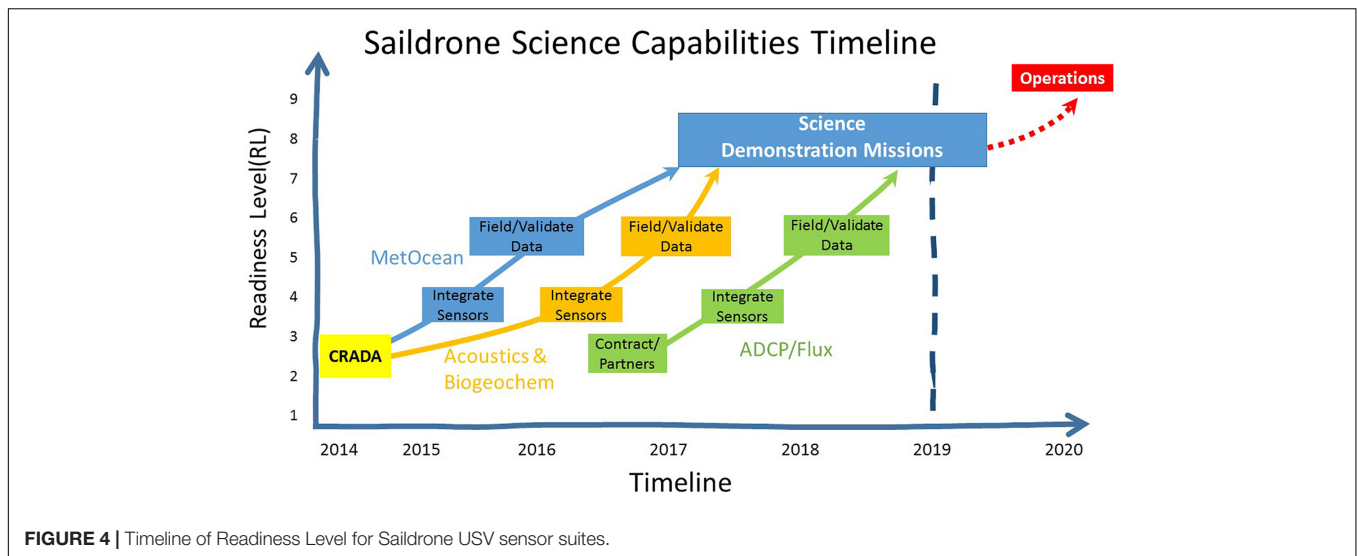 Saildrone Science Capabilities Timeline
Operations
Science
Demonstration Missions
Readiness Level(RL)
9
8
7
6
5
4
3
2
1
Field/Validate
Data
Field/Validate
Data
Field/Validate
Data
MetOcean
Integrate
Sensors
Integrate
Sensors
Integrate
Sensors
CRADA
Acoustics &
Biogeochem
Contract/
Partners
ADCP/Flux
2014 2015 2016 2017 2018 2019 2020
Timeline
FIGURE 4 | Timeline of Readiness Level for Saildrone USV sensor suites.